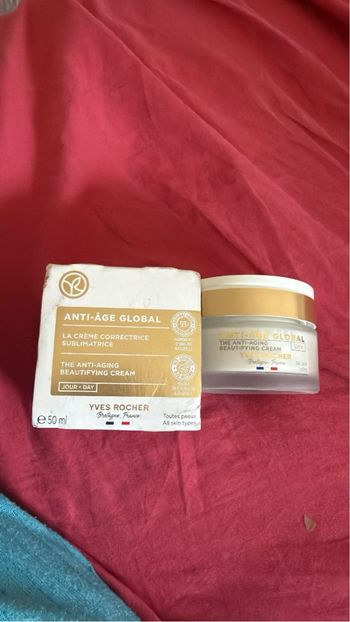 ANTI-ÂGE GLOBAL
LA CRÈME CORRECTRICE
SUBLIMATRICE
THE ANTI-AGING
BEAUTIFYING CREAM
JOUR • DAY
YVES ROCHER
Bretagne, France
e 50 ml
Toutes peaux
All skin types
ANTI-ÂGE GLOBAL
THE ANTI-AGING
BEAUTIFYING CREAM
YVES ROCHER
Bretagne, France